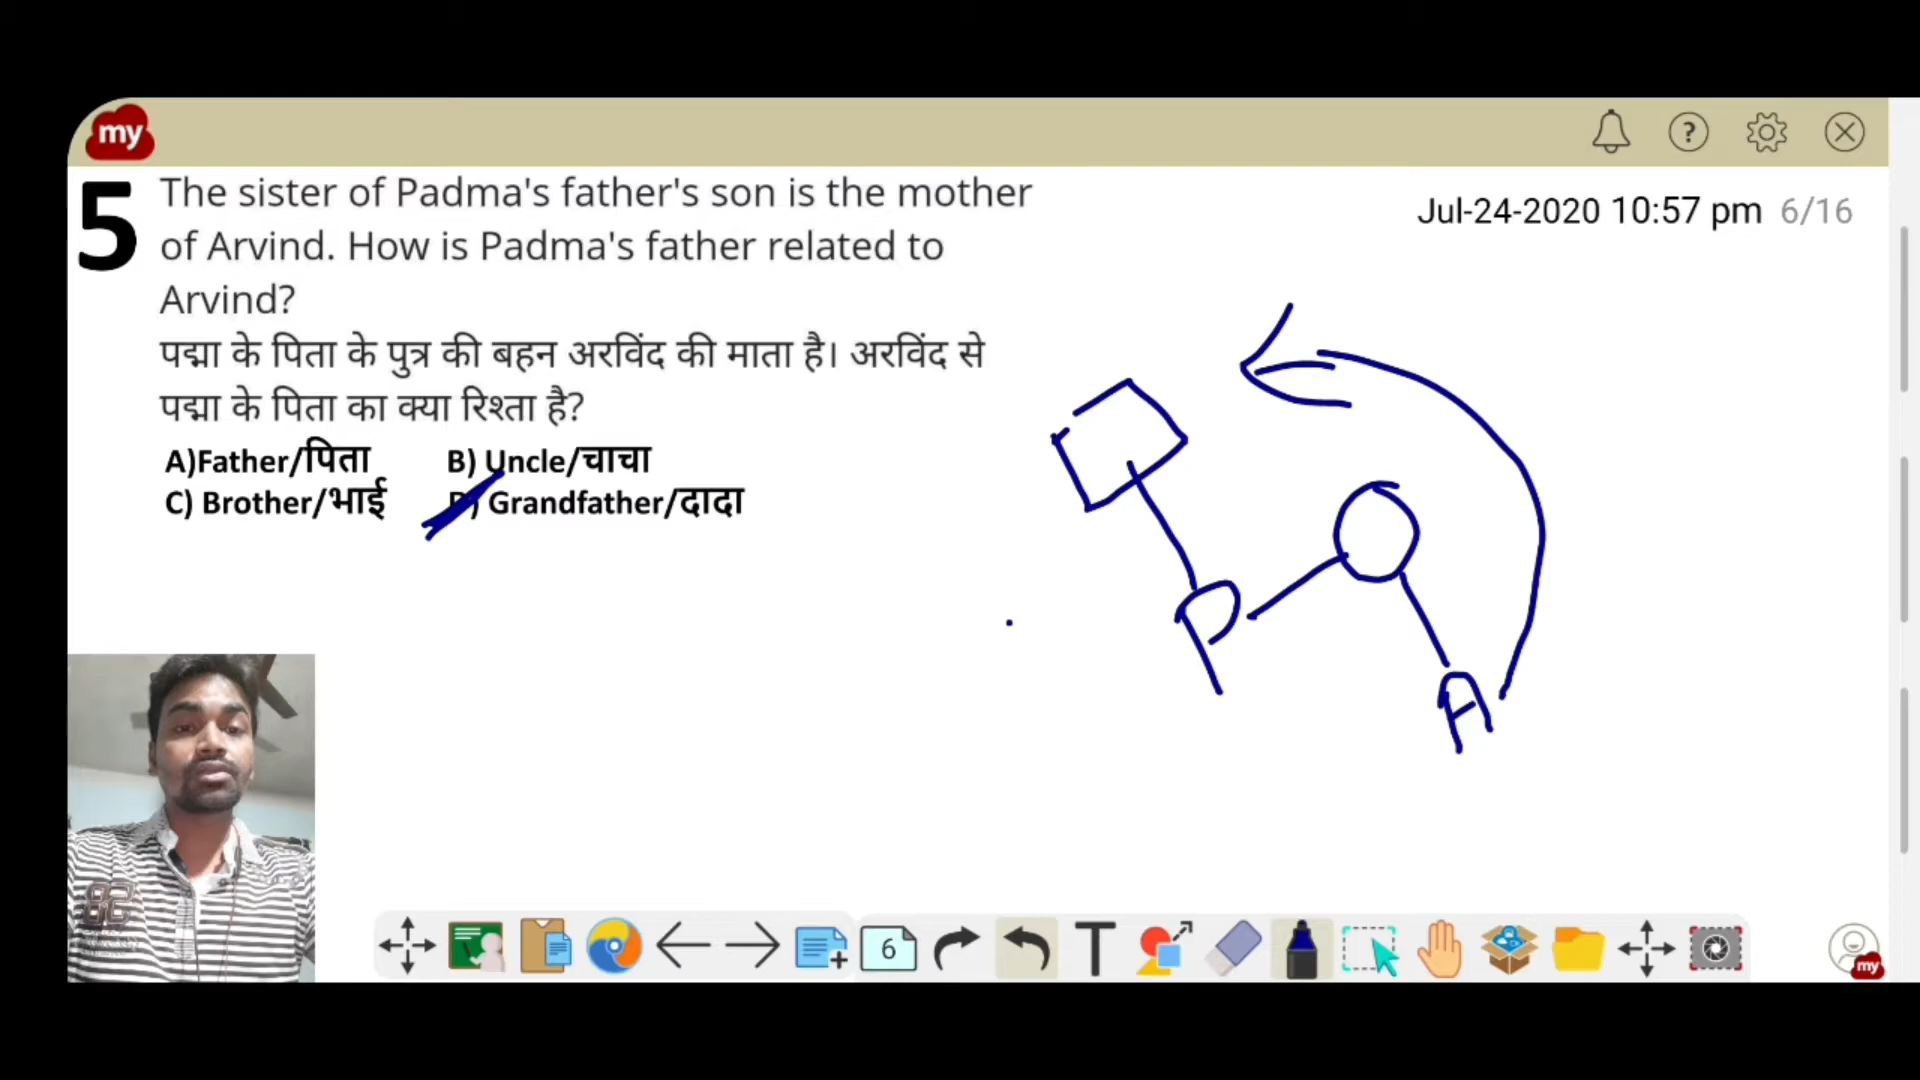 my
5 The sister of Padma's father's son is the mother
of Arvind. How is Padma's father related to
Arvind?
पद्मा के पिता के पुत्र की बहन अरविंद की माता है। अरविंद से
पद्मा के पिता का क्या रिश्ता है?
A)Father/पिता B) Uncle/चाचा
C) Brother/भाई D) Grandfather/दादा
Jul-24-2020 10:57 pm 6/16
P
A
82
6
T
my